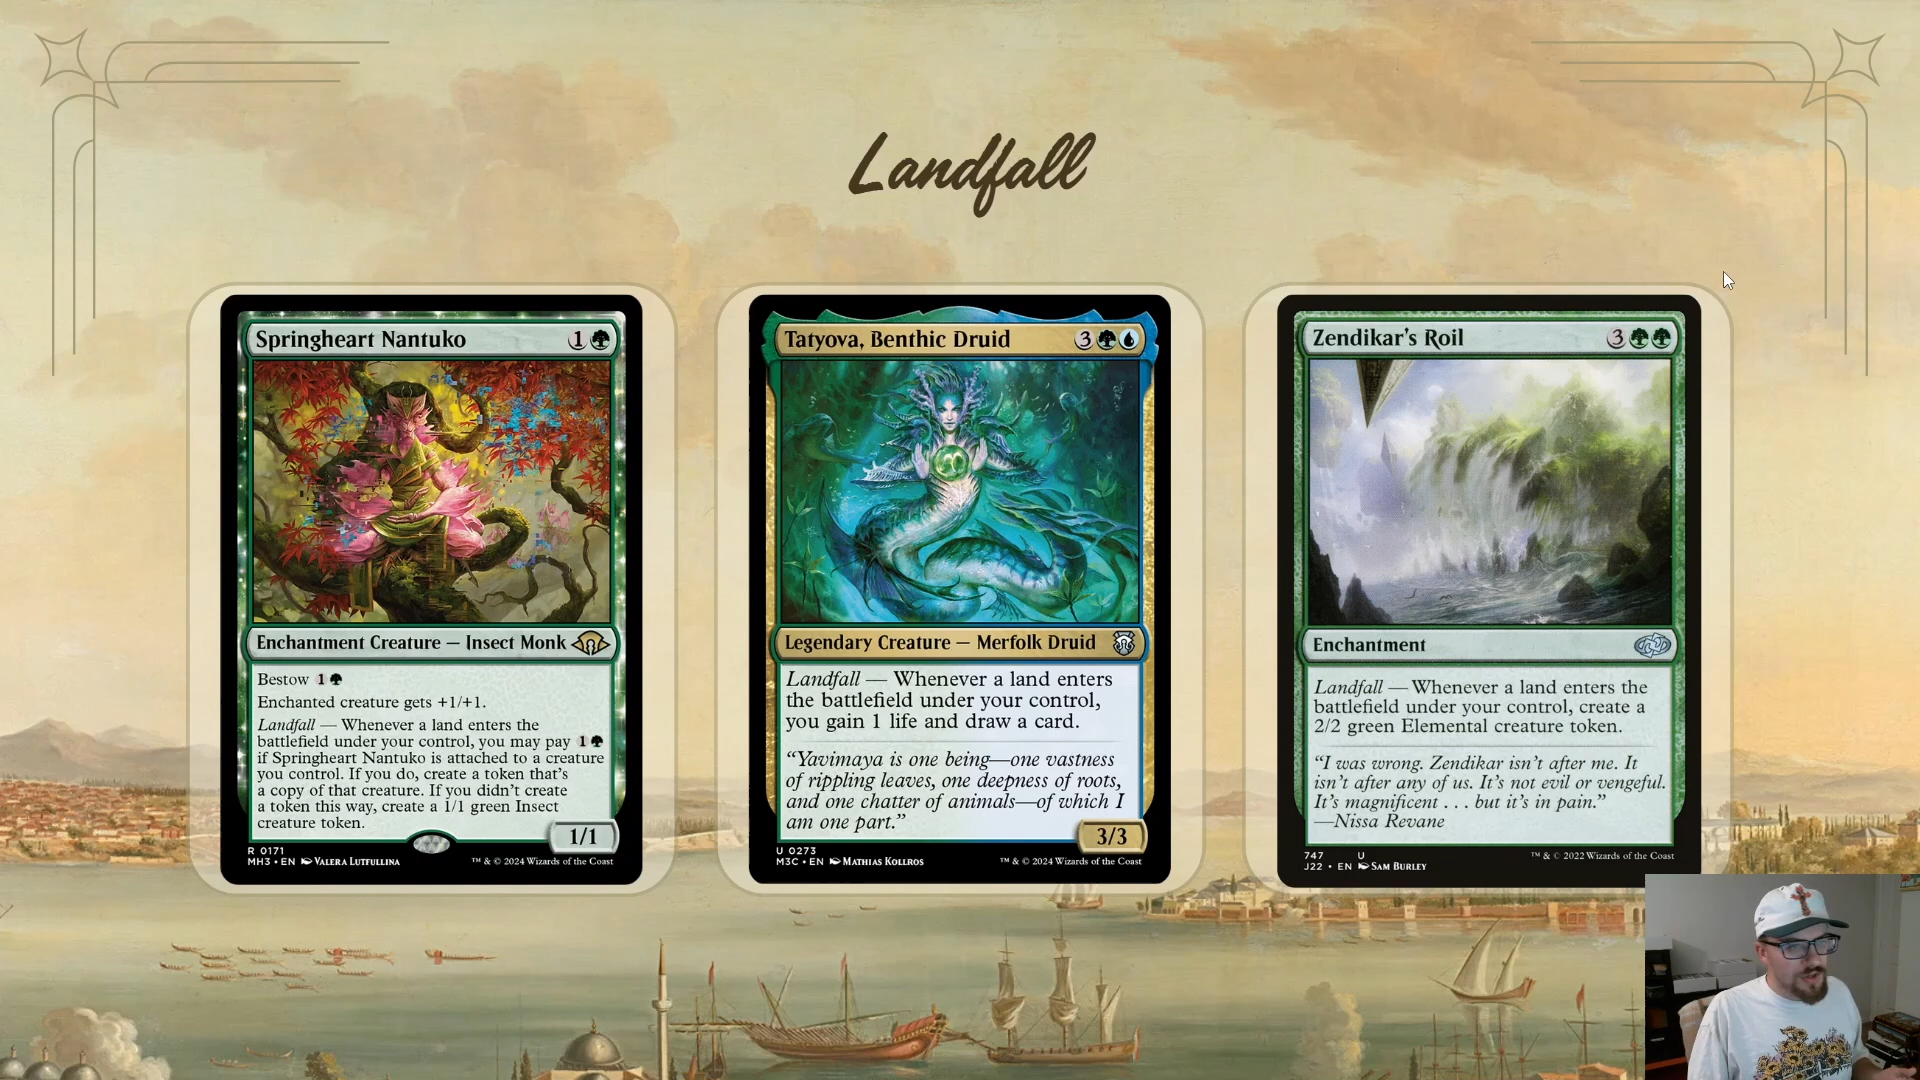 Landfall
Springheart Nantuko 1
Enchantment Creature — Insect Monk
Bestow 1
Enchanted creature gets +1/+1.
Landfall — Whenever a land enters the
battlefield under your control, you may pay 1
if Springheart Nantuko is attached to a creature
you control. If you do, create a token that's
a copy of that creature. If you didn't create
a token this way, create a 1/1 green Insect
creature token.
1/1
R 0171
MH3 • EN VALERA LUTFULLINA ™ & © 2024 Wizards of the Coast
Tatyova, Benthic Druid 3
Legendary Creature — Merfolk Druid
Landfall — Whenever a land enters
the battlefield under your control,
you gain 1 life and draw a card.
“Yavimaya is one being—one vastness
of rippling leaves, one deepness of roots,
and one chatter of animals—of which I
am one part.”
3/3
U 0273
M3C • EN MATHIAS KOLLROS ™ & © 2024 Wizards of the Coast
Zendikar's Roil 3
Enchantment
Landfall — Whenever a land enters the
battlefield under your control, create a
2/2 green Elemental creature token.
“I was wrong. Zendikar isn't after me. It
isn't after any of us. It's not evil or vengeful.
It's magnificent . . . but it's in pain.”
—Nissa Revane
747 U
J22 • EN SAM BURLEY ™ & © 2022 Wizards of the Coast